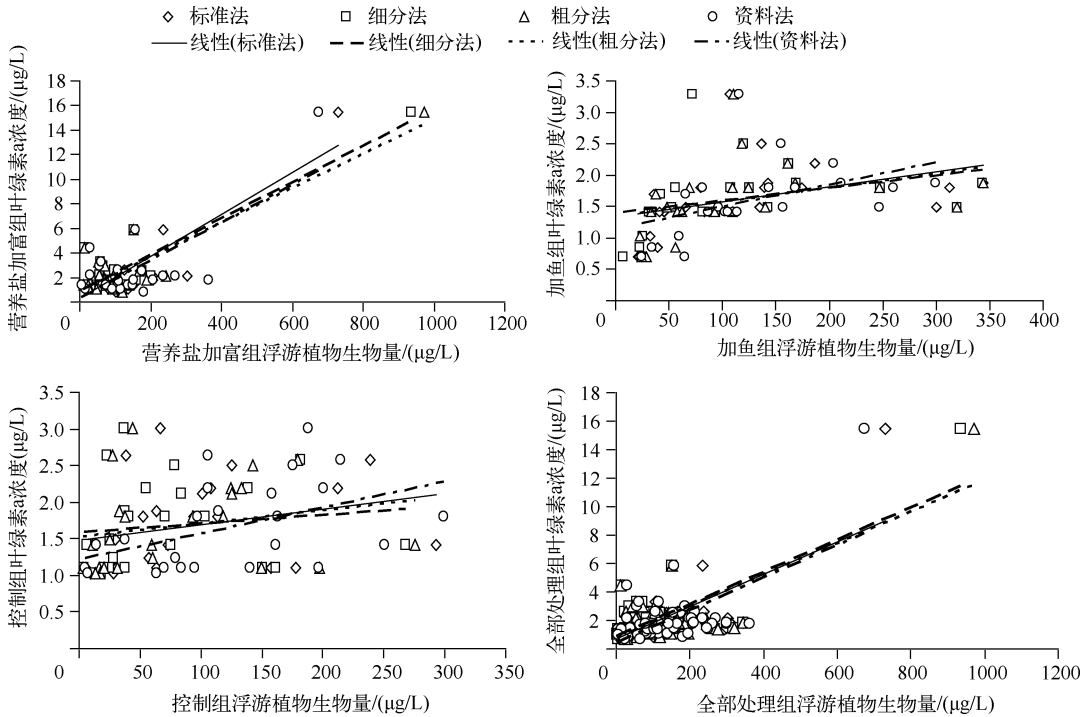 标准法 细分法 粗分法 资料法
线性(标准法) 线性(细分法) 线性(粗分法) 线性(资料法)
营养盐加富组叶绿素a浓度/(μg/L)
18
16
14
12
10
8
6
4
2
0 200 400 600 800 1000 1200
营养盐加富组浮游植物生物量/(μg/L)
加鱼组叶绿素a浓度/(μg/L)
3.5
3.0
2.5
2.0
1.5
1.0
0.5
0 50 100 150 200 250 300 350 400
加鱼组浮游植物生物量/(μg/L)
控制组叶绿素a浓度(μg/L)
3.5
3.0
2.5
2.0
1.5
1.0
0.5
0 50 100 150 200 250 300 350
控制组浮游植物生物量/(μg/L)
全部处理组叶绿素a浓度/(μg/L)
18
16
14
12
10
8
6
4
2
0 200 400 600 800 1000 1200
全部处理组浮游植物生物量/(μg/L)